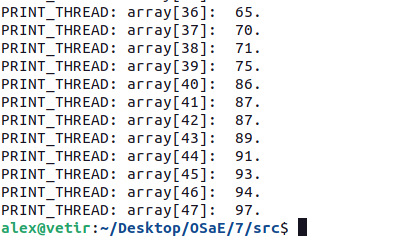 PRINT_THREAD: array[36]:  65.
PRINT_THREAD: array[37]:  70.
PRINT_THREAD: array[38]:  71.
PRINT_THREAD: array[39]:  75.
PRINT_THREAD: array[40]:  86.
PRINT_THREAD: array[41]:  87.
PRINT_THREAD: array[42]:  87.
PRINT_THREAD: array[43]:  89.
PRINT_THREAD: array[44]:  91.
PRINT_THREAD: array[45]:  93.
PRINT_THREAD: array[46]:  94.
PRINT_THREAD: array[47]:  97.
alex@vetir:~/Desktop/OSaE/7/src$